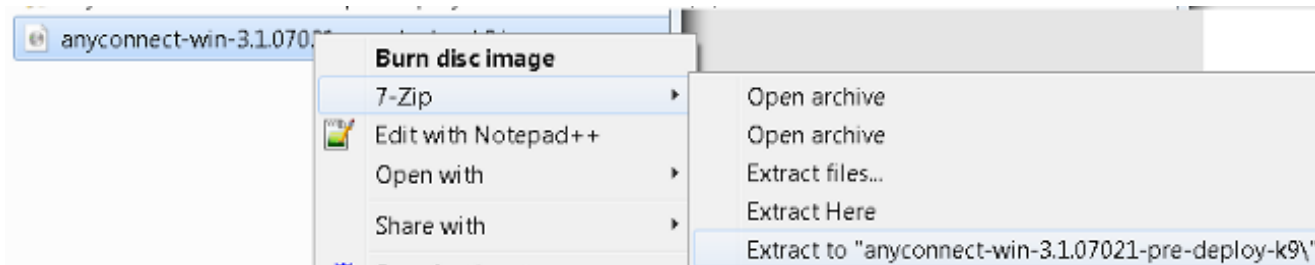 anyconnect-win-3.1.070
Burn disc image
7-Zip
Edit with Notepad++
Open with
Share with
Open archive
Open archive
Extract files...
Extract Here
Extract to "anyconnect-win-3.1.07021-pre-deploy-k9\"